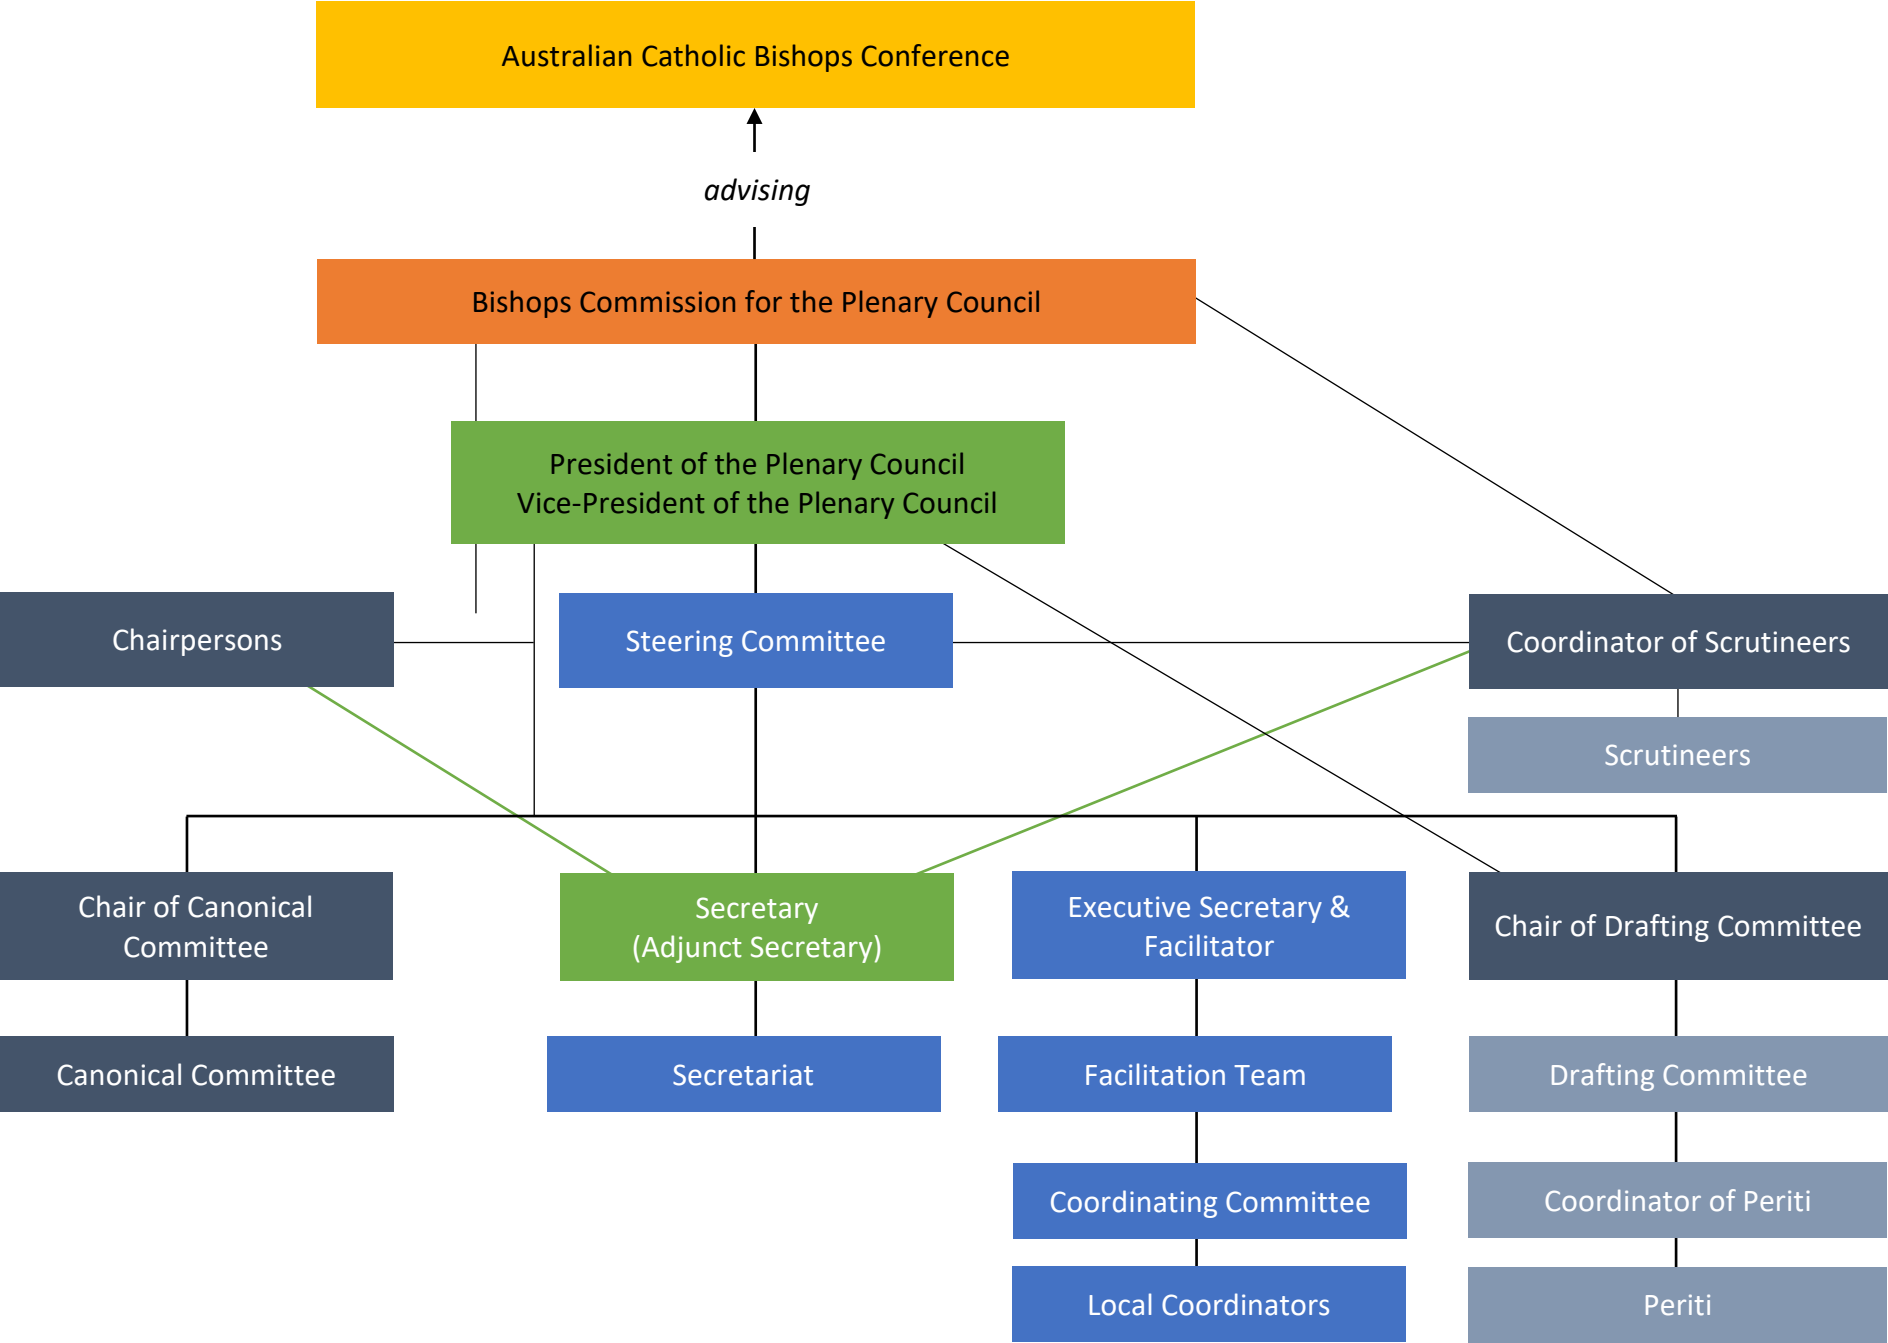 Australian Catholic Bishops Conference
advising
Bishops Commission for the Plenary Council
President of the Plenary Council
Vice-President of the Plenary Council
Chairpersons
Steering Committee
Coordinator of Scrutineers
Scrutineers
Chair of Canonical
Committee
Secretary
(Adjunct Secretary)
Executive Secretary &
Facilitator
Chair of Drafting Committee
Canonical Committee
Secretariat
Facilitation Team
Drafting Committee
Coordinating Committee
Coordinator of Periti
Local Coordinators
Periti